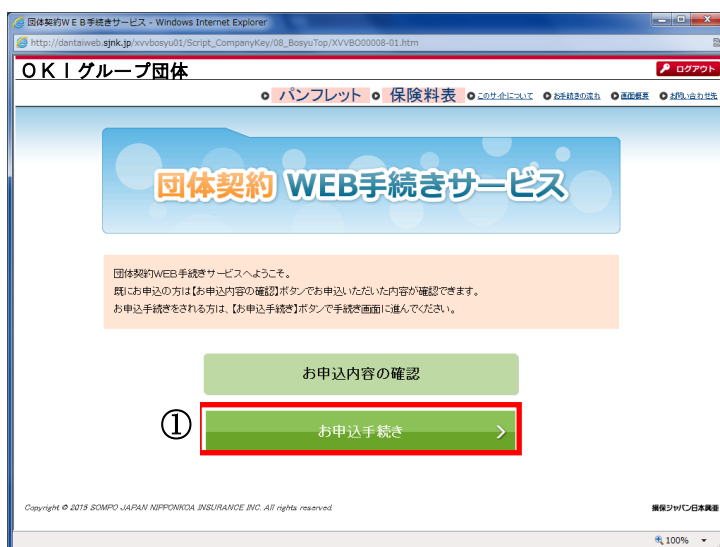 団体契約ＷＥＢ手続きサービス - Windows Internet Explorer
http://dantaiweb.sjnk.jp/xvvbosyu01/Script_CompanyKey/08_BosyuTop/XVVBO00008-01.htm
ＯＫＩグループ団体
ログアウト
パンフレット 保険料表 このサイトについて お手続きの流れ 画面概要 お問い合わせ先
団体契約 WEB手続きサービス
団体契約WEB手続きサービスへようこそ。
既にお申込の方は【お申込内容の確認】ボタンでお申込いただいた内容が確認できます。
お申込手続きをされる方は、【お申込手続き】ボタンで手続き画面に進んでください。
お申込内容の確認
① お申込手続き
Copyright © 2015 SOMPO JAPAN NIPPONKOA INSURANCE INC. All rights reserved.
損保ジャパン日本興亜
100%